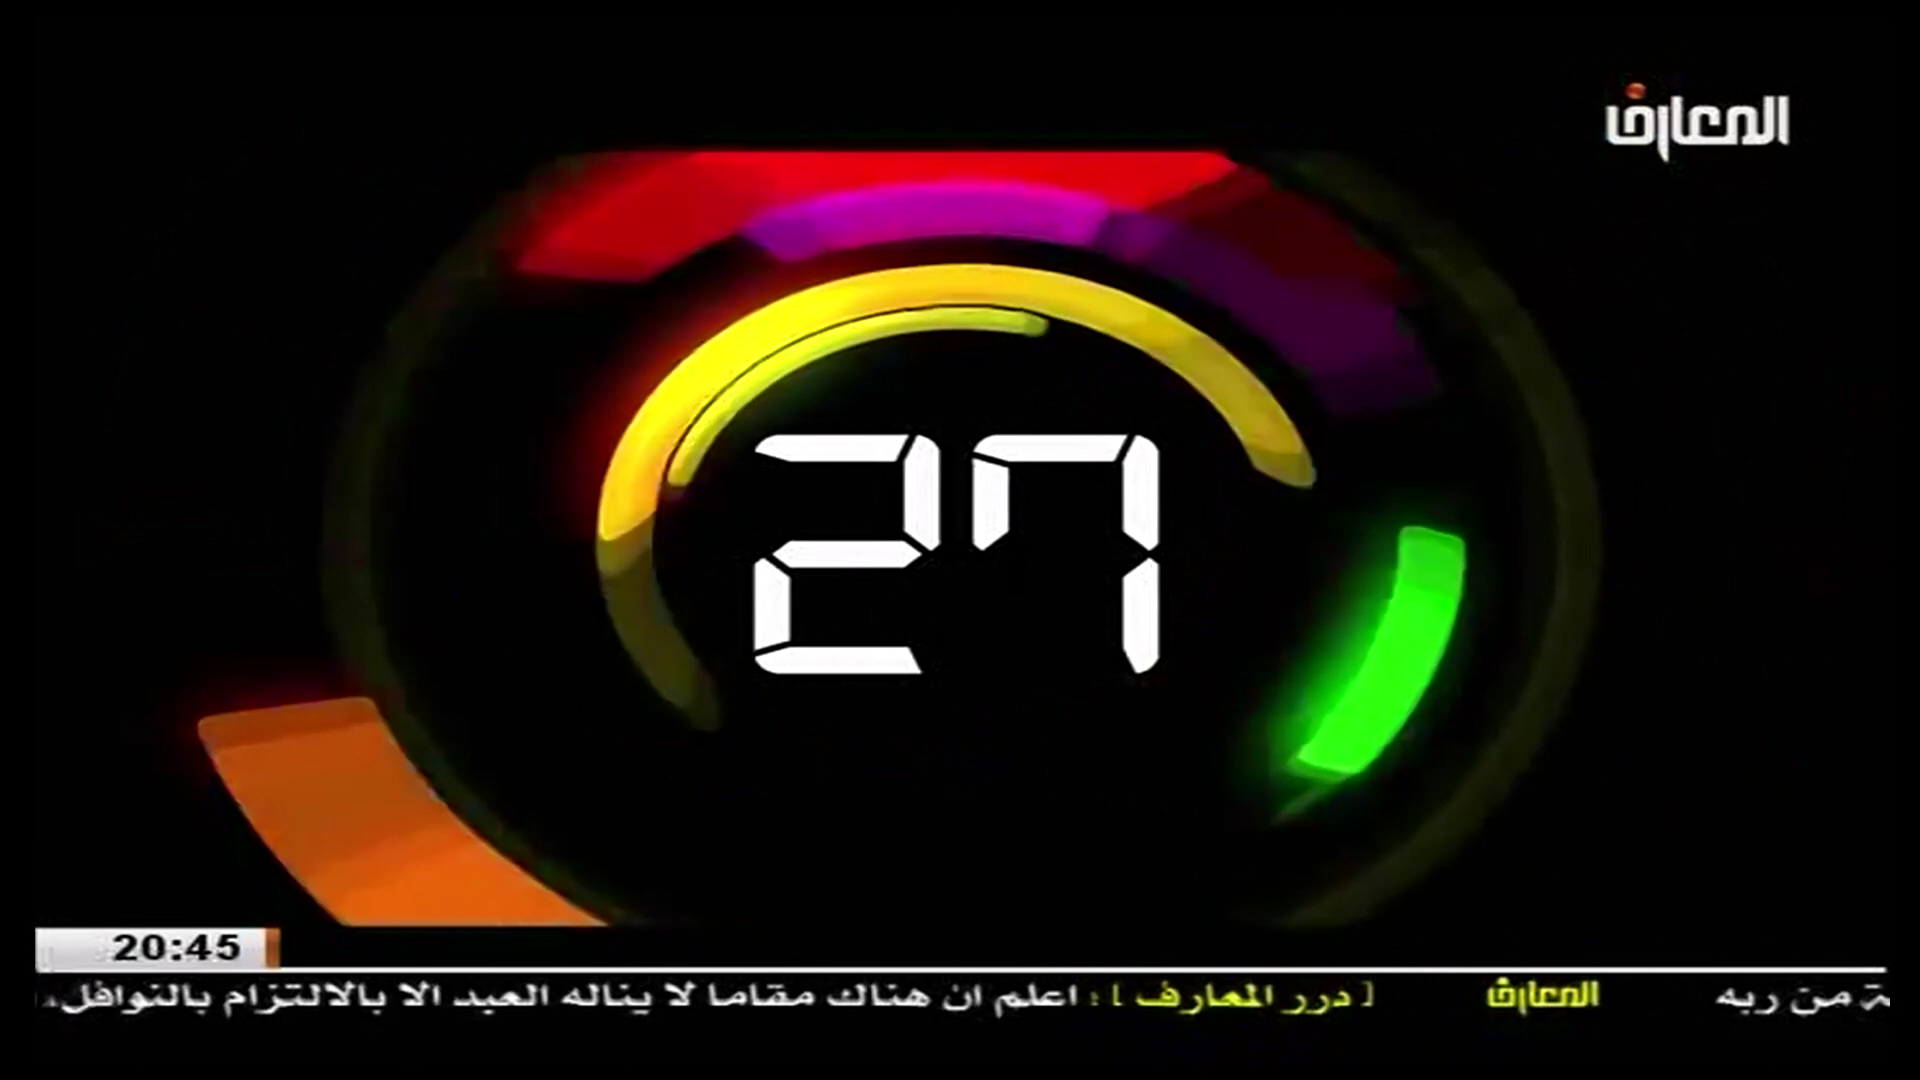 المعارف
27
20:45
ـة من ربه
المعارف
[ درر المعارف ] : اعلم ان هناك مقاما لا يناله العبد الا بالالتزام بالنوافل،